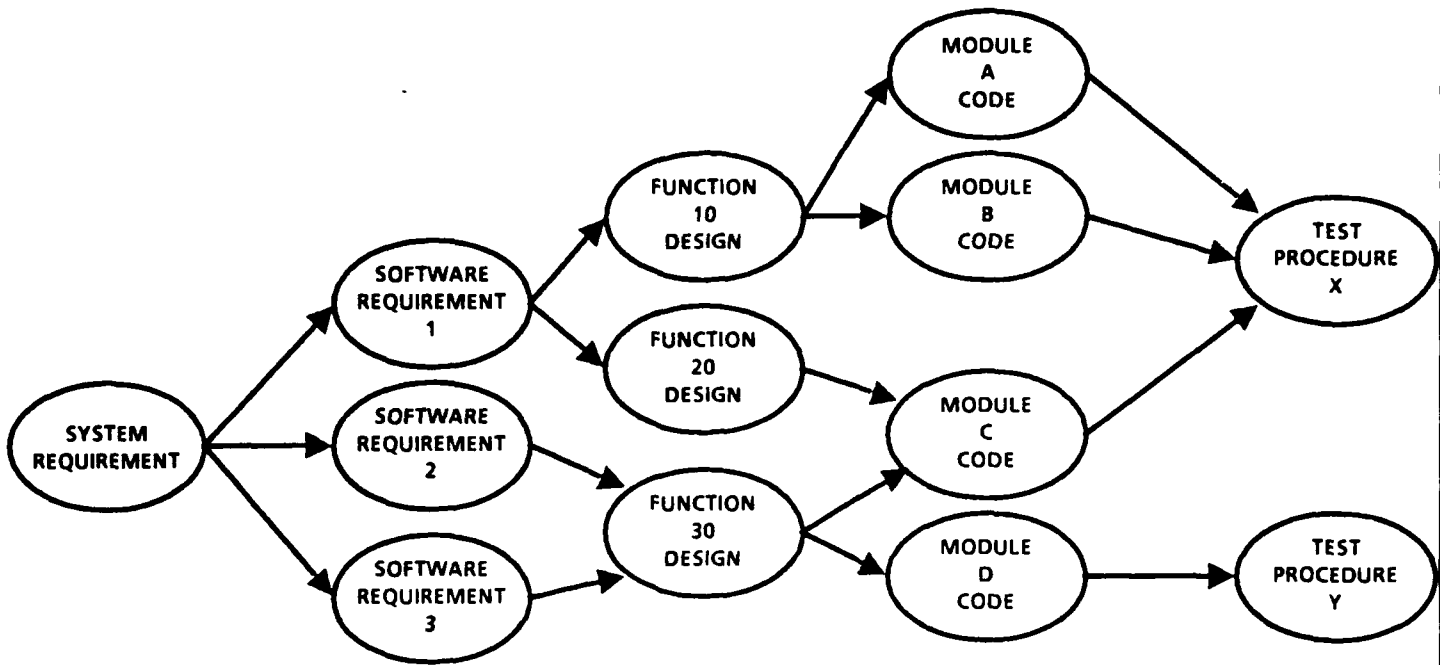 SYSTEM
REQUIREMENT
SOFTWARE
REQUIREMENT
1
SOFTWARE
REQUIREMENT
2
SOFTWARE
REQUIREMENT
3
FUNCTION
10
DESIGN
FUNCTION
20
DESIGN
FUNCTION
30
DESIGN
MODULE
A
CODE
MODULE
B
CODE
MODULE
C
CODE
MODULE
D
CODE
TEST
PROCEDURE
X
TEST
PROCEDURE
Y